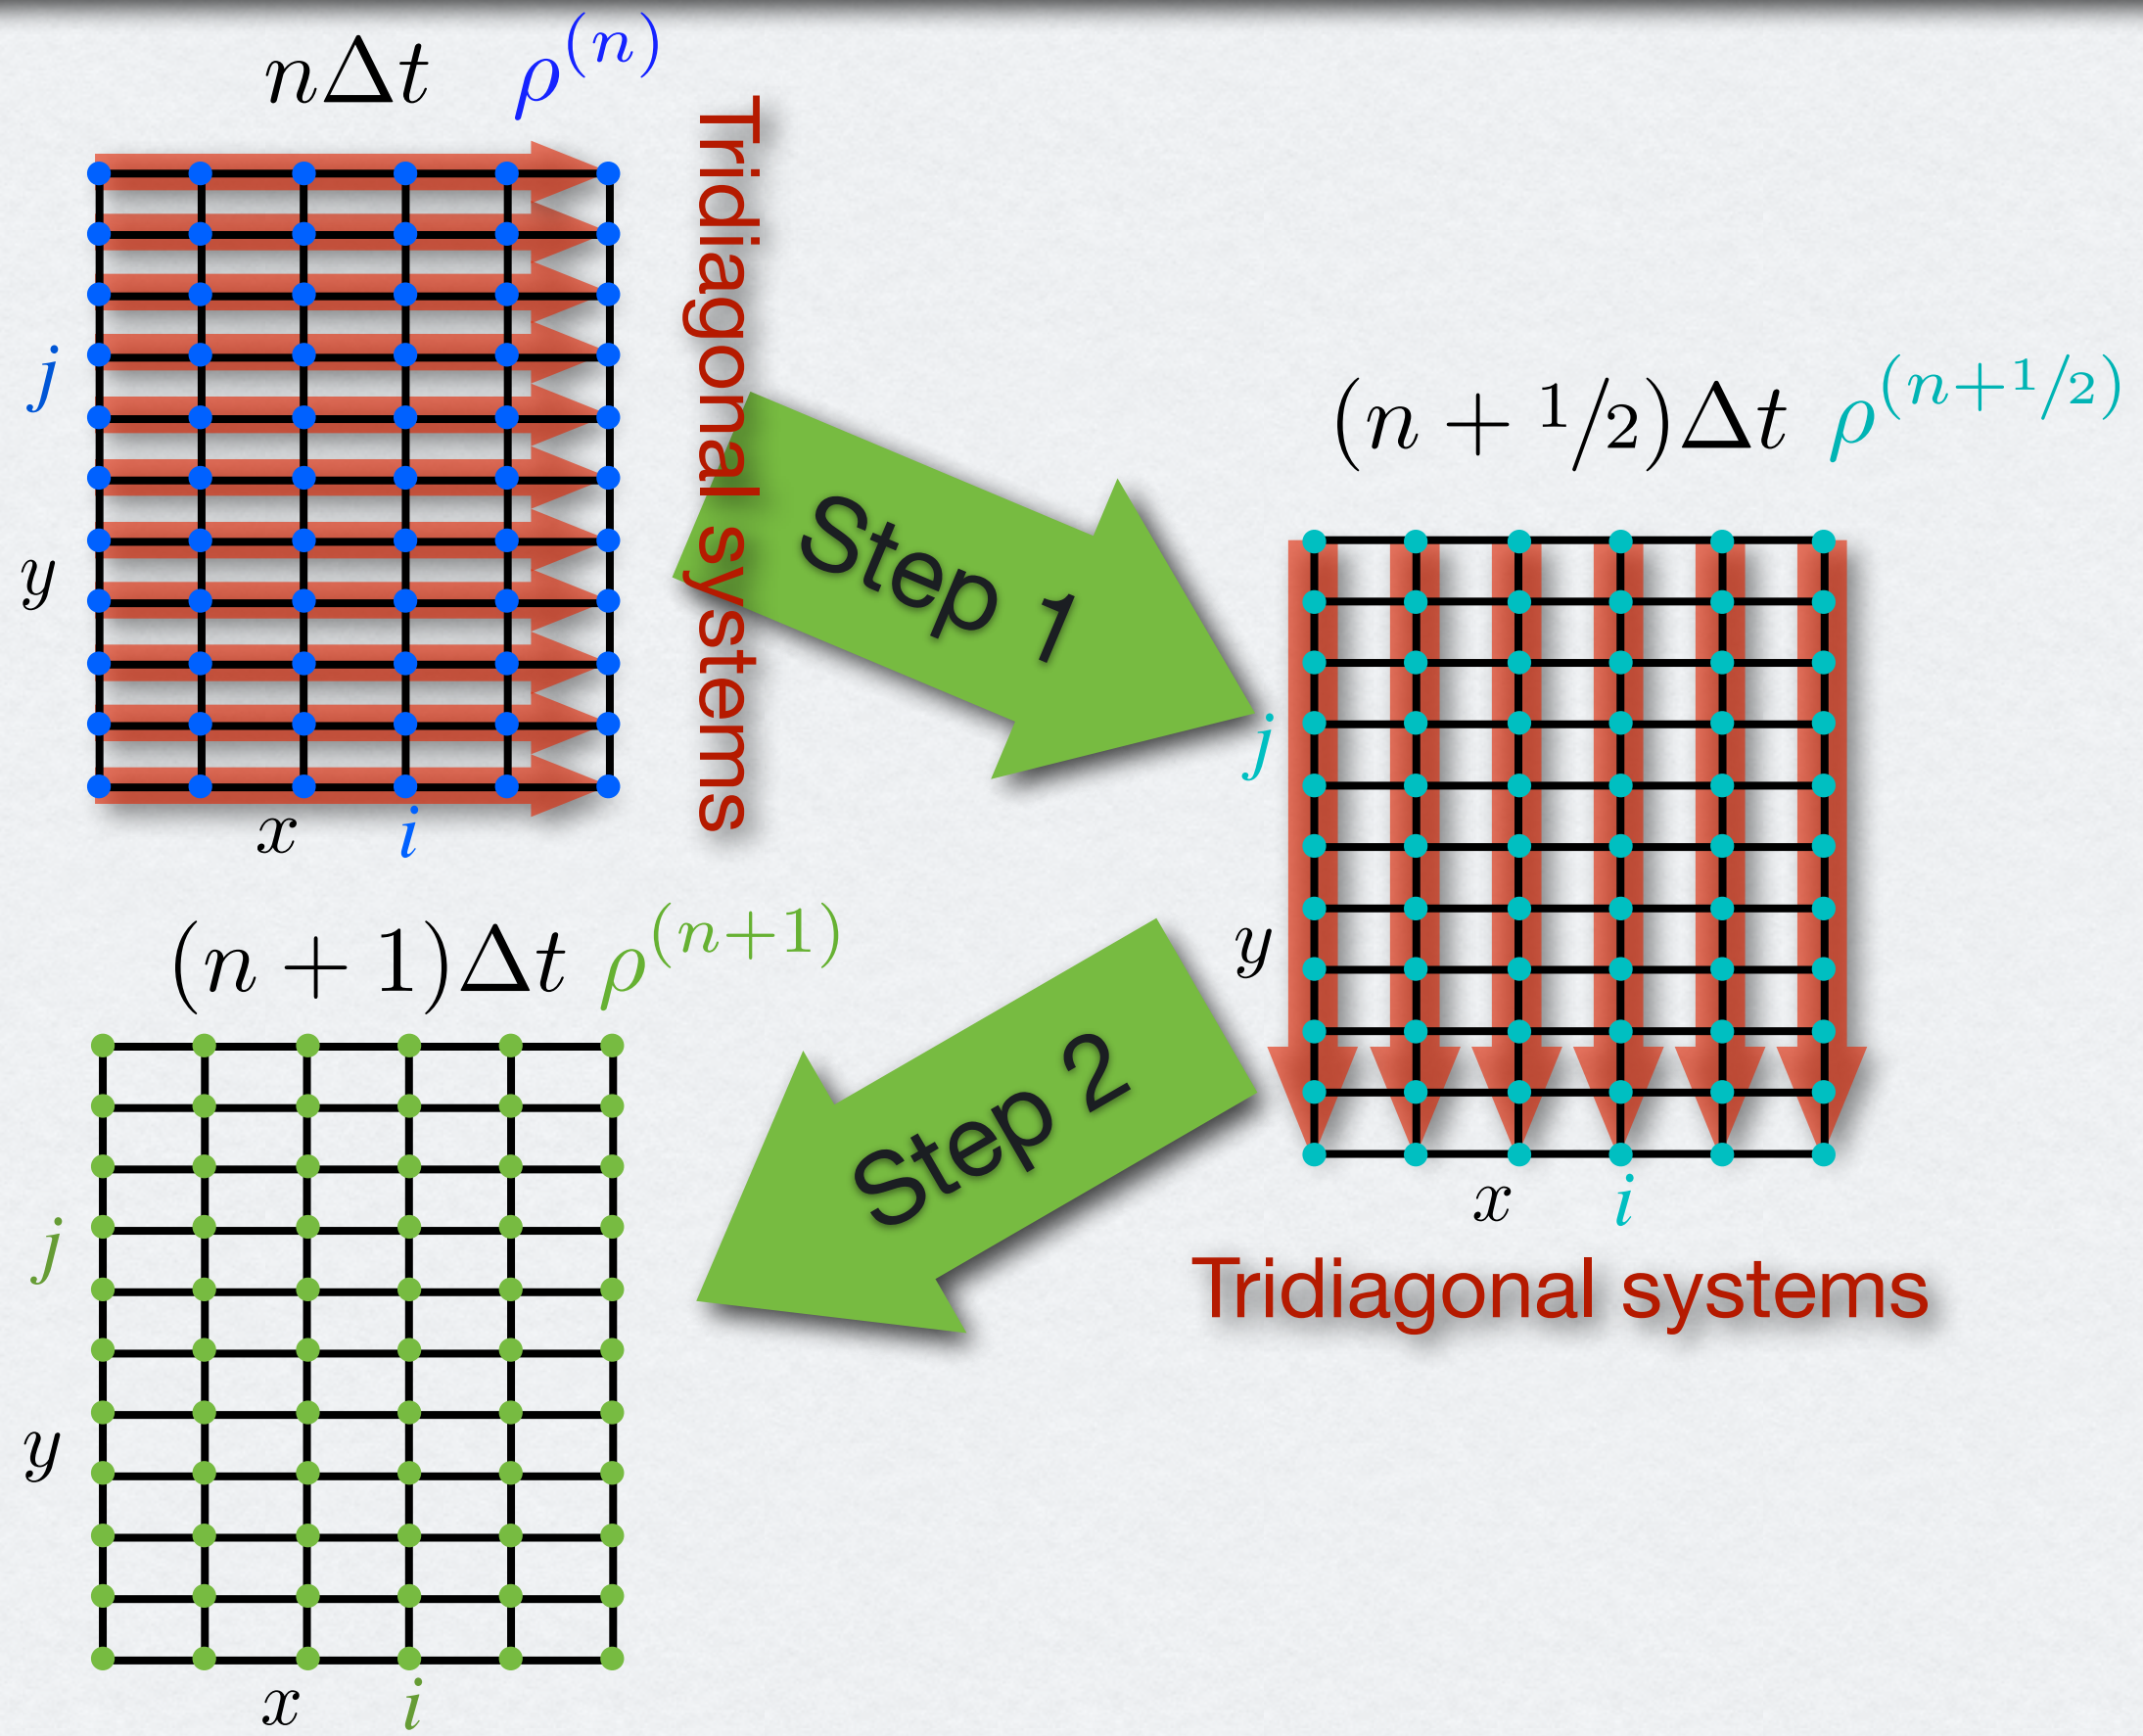 nΔt ρ^(n)
Tridiagonal systems
j
y
x i
Step 1
(n + 1/2)Δt ρ^(n+1/2)
j
y
x i
Tridiagonal systems
Step 2
(n + 1)Δt ρ^(n+1)
j
y
x i